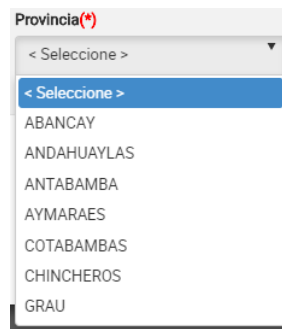 Provincia(*)
< Seleccione >
< Seleccione >
ABANCAY
ANDAHUAYLAS
ANTABAMBA
AYMARAES
COTABAMBAS
CHINCHEROS
GRAU